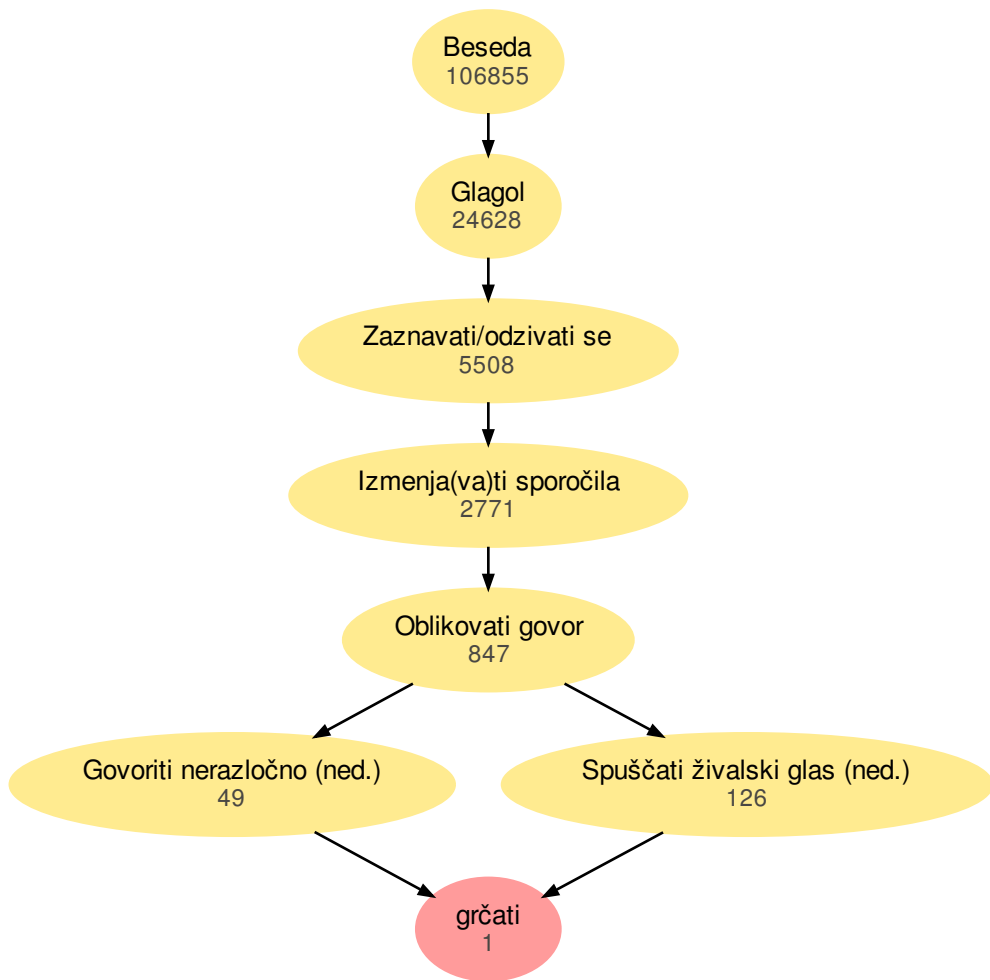 Beseda
106855
Glagol
24628
Zaznavati/odzivati se
5508
Izmenja(va)ti sporočila
2771
Oblikovati govor
847
Govoriti nerazločno (ned.)
49
Spuščati živalski glas (ned.)
126
grčati
1